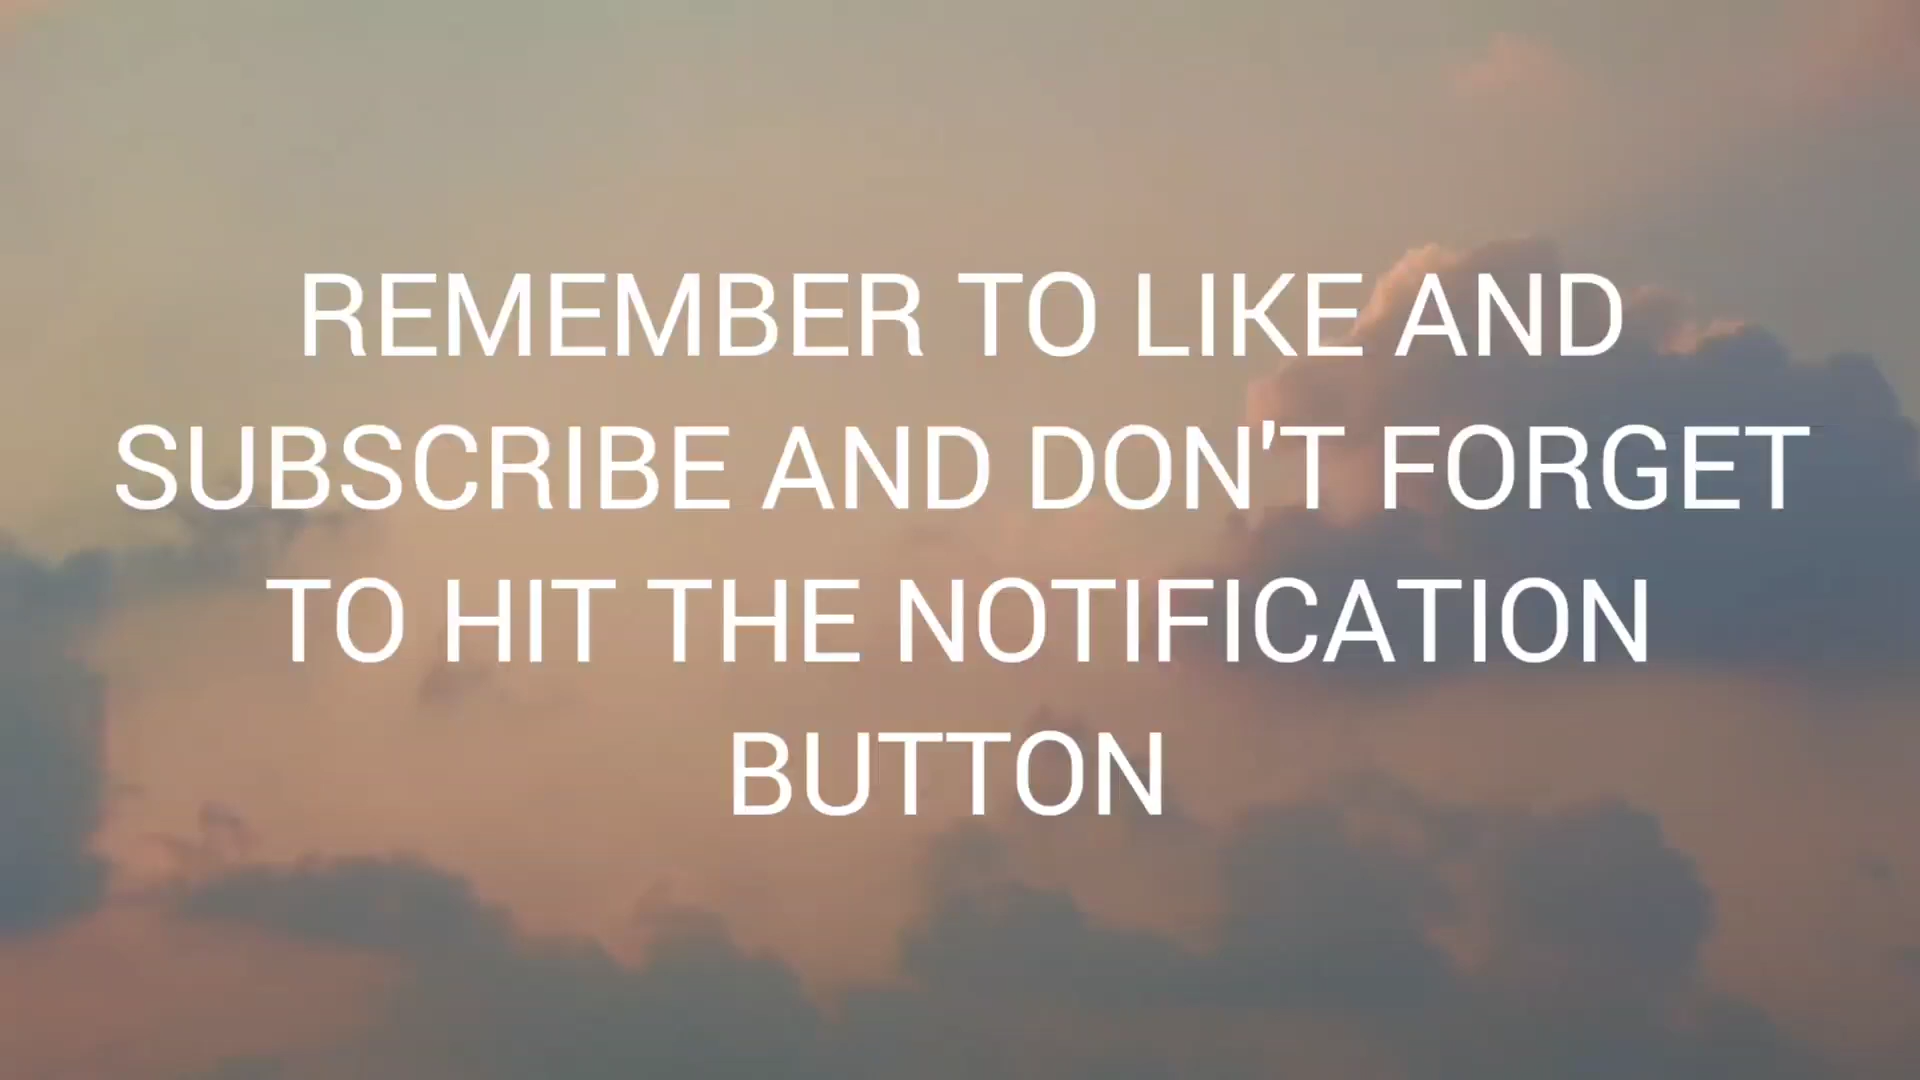 REMEMBER TO LIKE AND
SUBSCRIBE AND DON'T FORGET
TO HIT THE NOTIFICATION
BUTTON